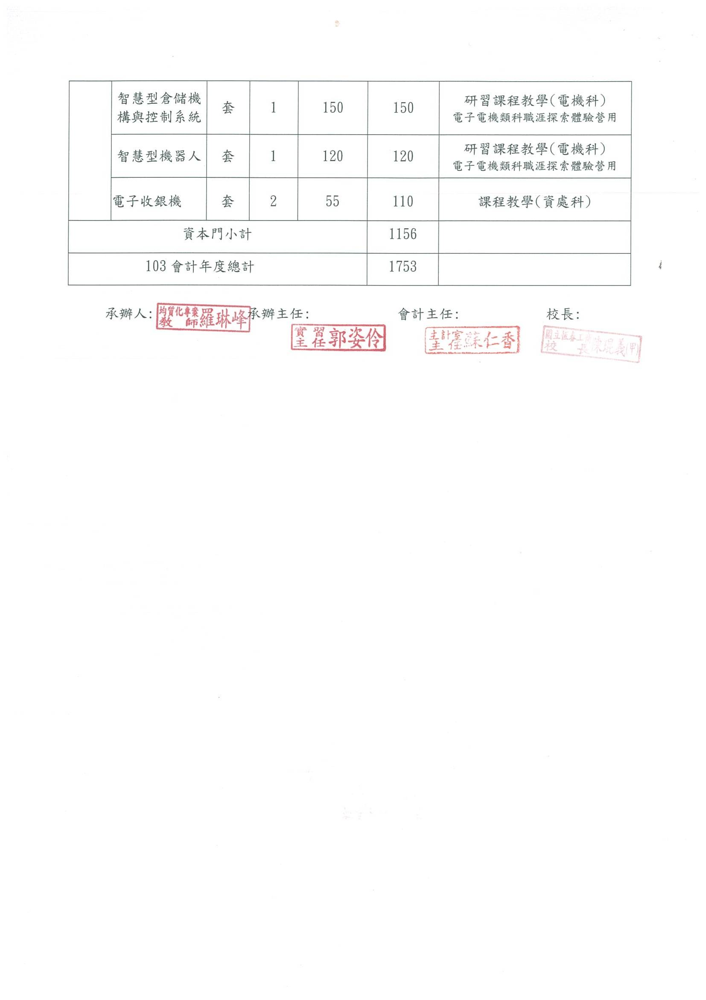 智慧型倉儲機
構與控制系統
套
1
150
150
研習課程教學(電機科)
電子電機類科職涯探索體驗營用
智慧型機器人
套
1
120
120
研習課程教學(電機科)
電子電機類科職涯探索體驗營用
電子收銀機
套
2
55
110
課程教學(資處科)
資本門小計
1156
103 會計年度總計
1753
承辦人:
均質化專案
教 師
羅琳峰
承辦主任:
實習
主任
郭姿伶
會計主任:
主計室
主任
蘇仁香
校長:
國立恆春工商
校長
陳琨義(甲)